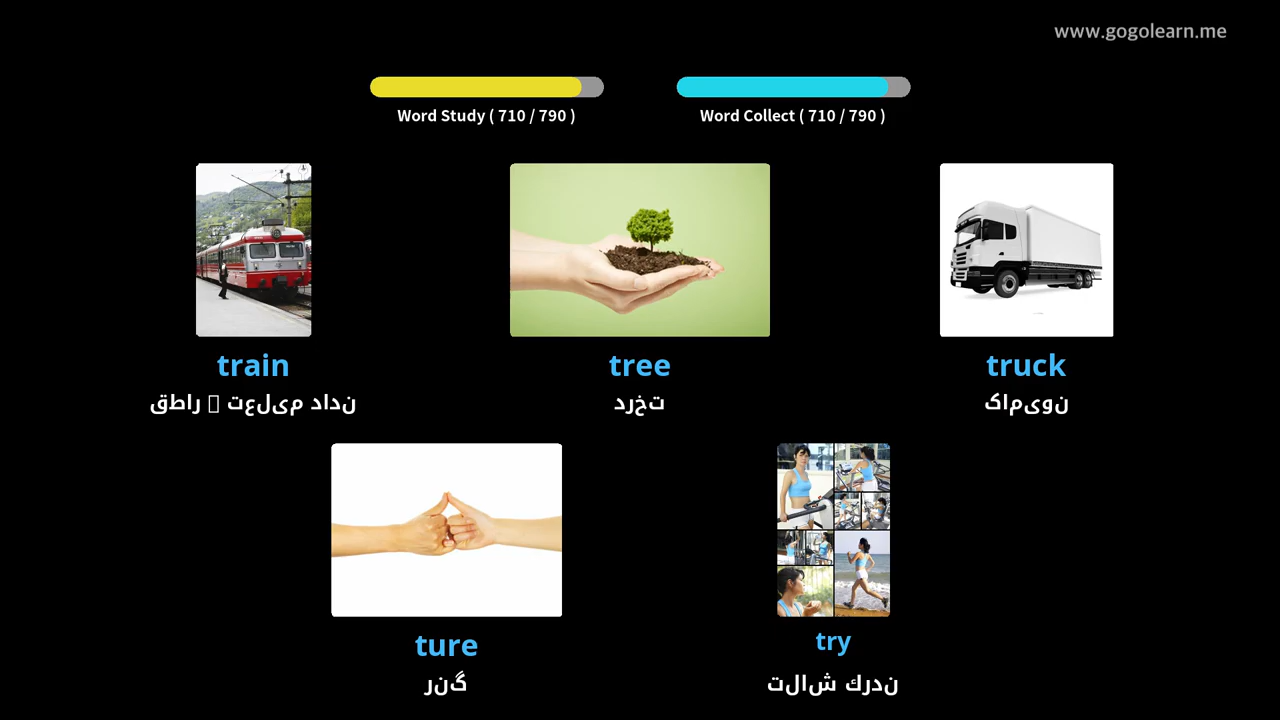 www.gogolearn.me
Word Study ( 710 / 790 )
Word Collect ( 710 / 790 )
train
قطار ▯ تعلیم دادن
tree
درخت
truck
کامیون
ture
رنگ
try
تلاش كردن